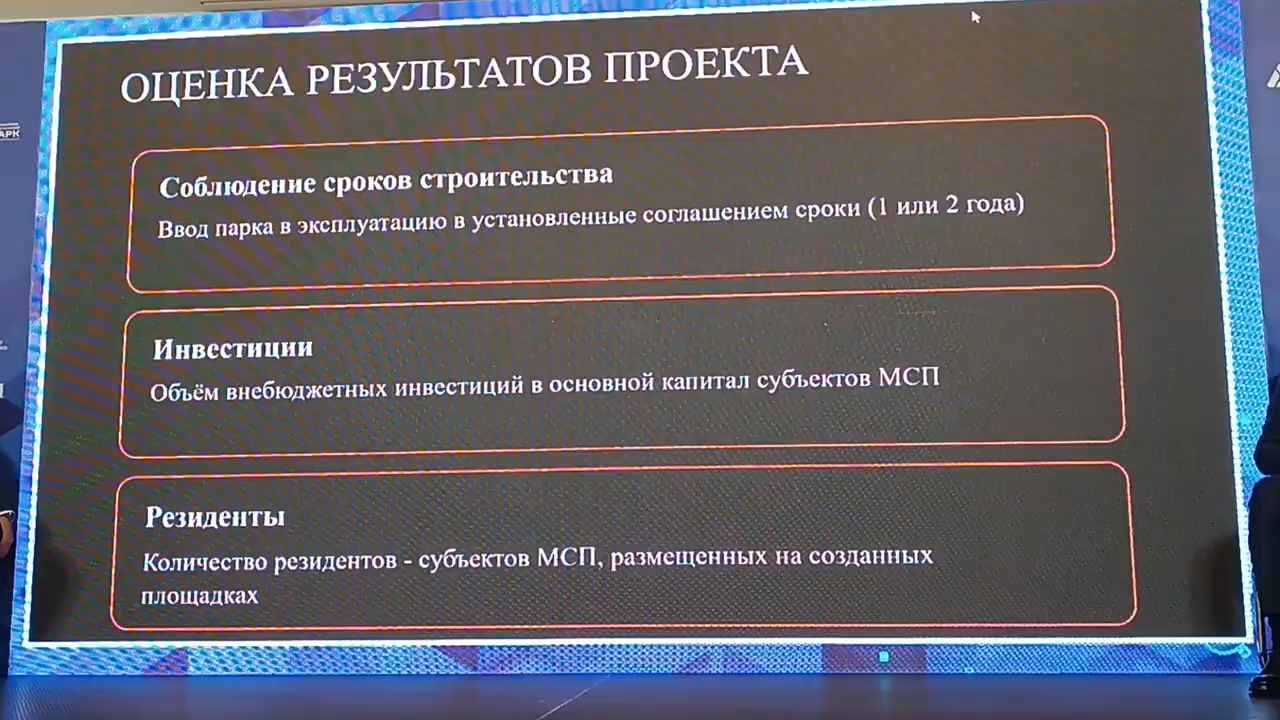 ОЦЕНКА РЕЗУЛЬТАТОВ ПРОЕКТА
Соблюдение сроков строительства
Ввод парка в эксплуатацию в установленные соглашением сроки (1 или 2 года)
Инвестиции
Объём внебюджетных инвестиций в основной капитал субъектов МСП
Резиденты
Количество резидентов - субъектов МСП, размещенных на созданных
площадках